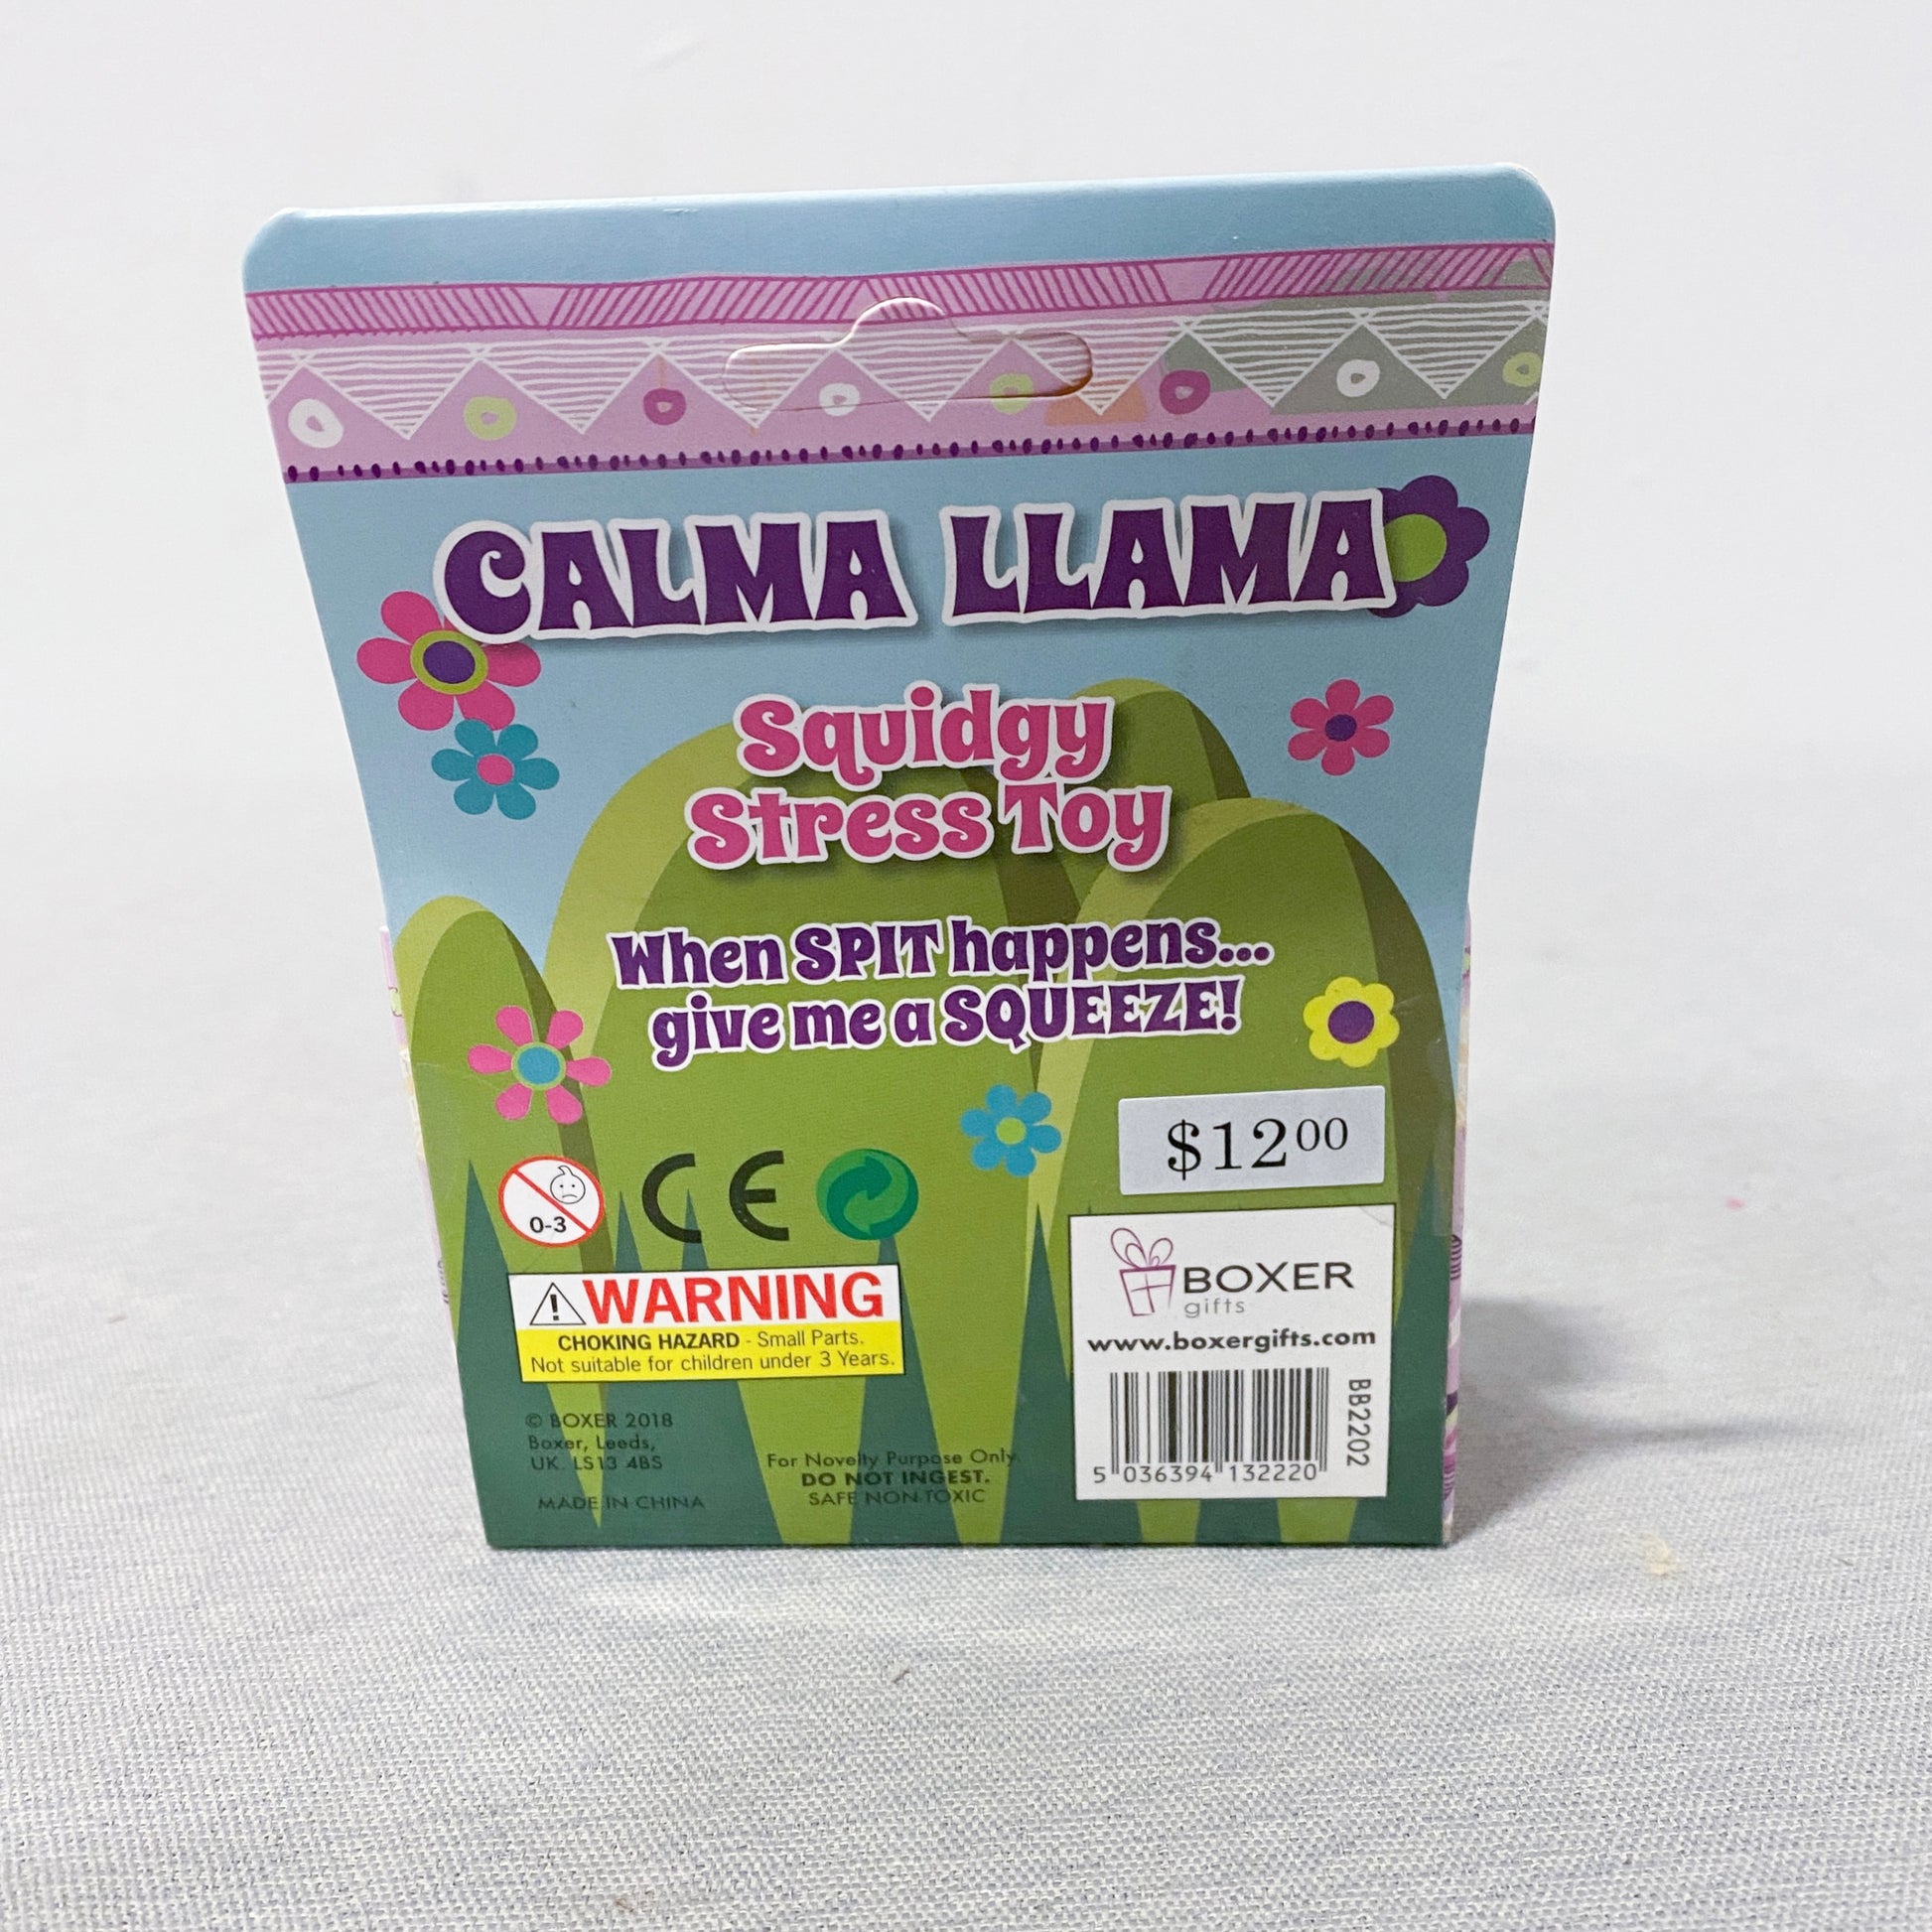 CALMA LLAMA
Squidgy
Stress Toy
When SPIT happens...
give me a SQUEEZE!
$1200
0-3
CE
WARNING
CHOKING HAZARD - Small Parts.
Not suitable for children under 3 Years.
BOXER
gifts
www.boxergifts.com
BB2202
5 036394 132220
© BOXER 2018
Boxer, Leeds,
UK. LS13 4BS
MADE IN CHINA
For Novelty Purpose Only.
DO NOT INGEST.
SAFE NON TOXIC